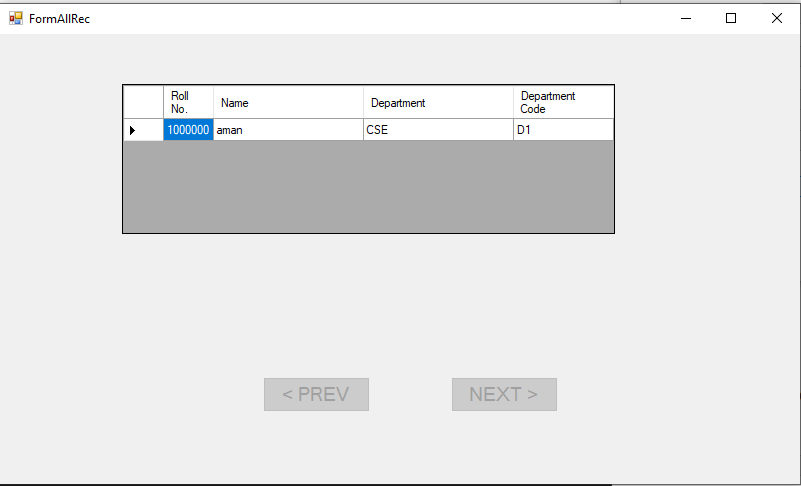 FormAllRec
Roll No. Name Department Department Code
1000000 aman CSE D1
< PREV NEXT >